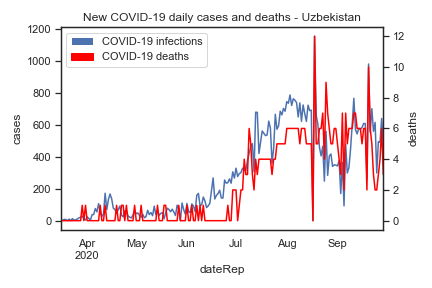 New COVID-19 daily cases and deaths - Uzbekistan
COVID-19 infections
COVID-19 deaths
1200
1000
800
600
400
200
0
cases
12
10
8
6
4
2
0
deaths
Apr May Jun Jul Aug Sep
2020
dateRep